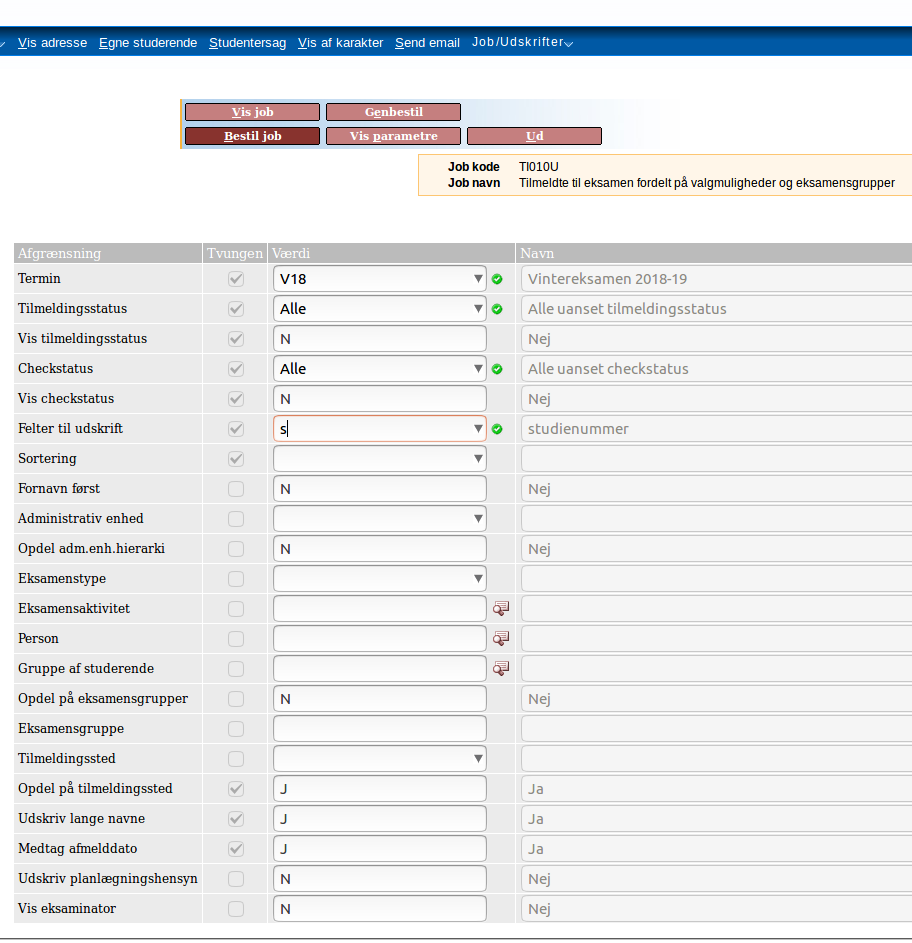 Vis adresse Egne studerende Studentersag Vis af karakter Send email Job/Udskrifter
Vis job Genbestil
Bestil job Vis parametre Ud
Job kode TI010U
Job navn Tilmeldte til eksamen fordelt på valgmuligheder og eksamensgrupper
Afgrænsning Tvungen Værdi Navn
Termin V18 Vintereksamen 2018-19
Tilmeldingsstatus Alle Alle uanset tilmeldingsstatus
Vis tilmeldingsstatus N Nej
Checkstatus Alle Alle uanset checkstatus
Vis checkstatus N Nej
Felter til udskrift s studienummer
Sortering
Fornavn først N Nej
Administrativ enhed
Opdel adm.enh.hierarki N Nej
Eksamenstype
Eksamensaktivitet
Person
Gruppe af studerende
Opdel på eksamensgrupper N Nej
Eksamensgruppe
Tilmeldingssted
Opdel på tilmeldingssted J Ja
Udskriv lange navne J Ja
Medtag afmelddato J Ja
Udskriv planlægningshensyn N Nej
Vis eksaminator N Nej